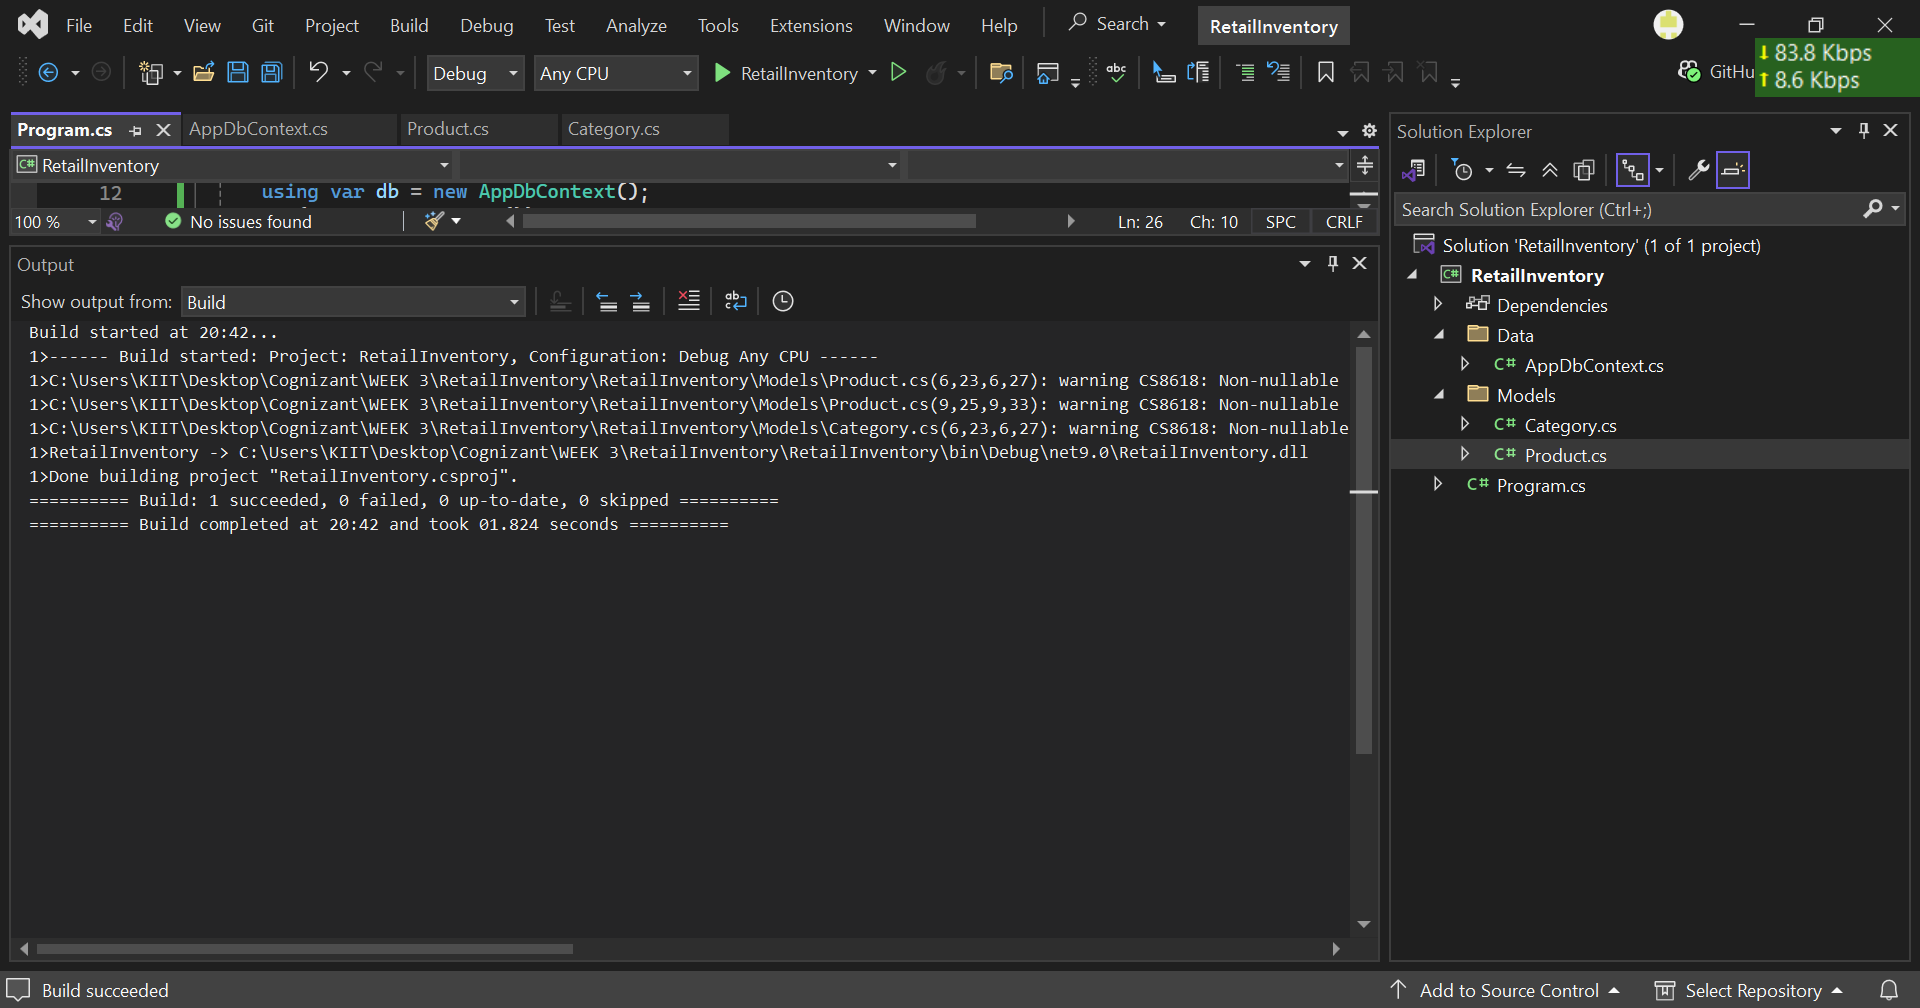 File Edit View Git Project Build Debug Test Analyze Tools Extensions Window Help Search RetailInventory
83.8 Kbps
8.6 Kbps
Debug Any CPU RetailInventory GitHu
Program.cs AppDbContext.cs Product.cs Category.cs
RetailInventory
12 using var db = new AppDbContext();
100 % No issues found Ln: 26 Ch: 10 SPC CRLF
Output
Show output from: Build
Build started at 20:42...
1>------ Build started: Project: RetailInventory, Configuration: Debug Any CPU ------
1>C:\Users\KIIT\Desktop\Cognizant\WEEK 3\RetailInventory\RetailInventory\Models\Product.cs(6,23,6,27): warning CS8618: Non-nullable
1>C:\Users\KIIT\Desktop\Cognizant\WEEK 3\RetailInventory\RetailInventory\Models\Product.cs(9,25,9,33): warning CS8618: Non-nullable
1>C:\Users\KIIT\Desktop\Cognizant\WEEK 3\RetailInventory\RetailInventory\Models\Category.cs(6,23,6,27): warning CS8618: Non-nullable
1>RetailInventory -> C:\Users\KIIT\Desktop\Cognizant\WEEK 3\RetailInventory\RetailInventory\bin\Debug\net9.0\RetailInventory.dll
1>Done building project "RetailInventory.csproj".
========== Build: 1 succeeded, 0 failed, 0 up-to-date, 0 skipped ==========
========== Build completed at 20:42 and took 01.824 seconds ==========
Solution Explorer
Search Solution Explorer (Ctrl+;)
Solution 'RetailInventory' (1 of 1 project)
C# RetailInventory
Dependencies
Data
C# AppDbContext.cs
Models
C# Category.cs
C# Product.cs
C# Program.cs
Build succeeded Add to Source Control Select Repository